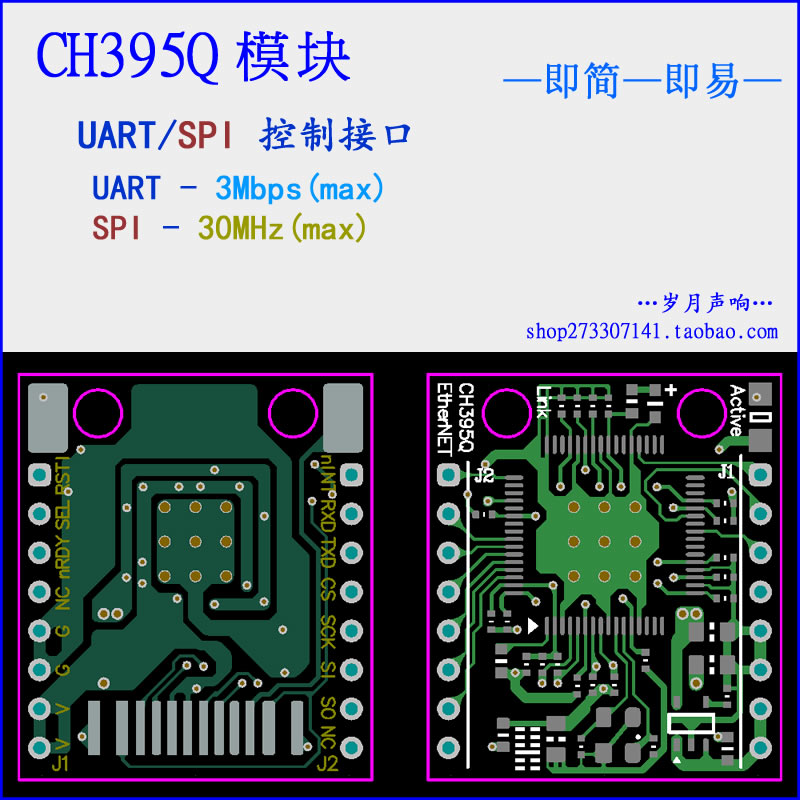 CH395Q 模块
—即简—即易—
UART/SPI 控制接口
UART - 3Mbps(max)
SPI - 30MHz(max)
…岁月声响…
shop273307141.taobao.com
RSTI
SEL
nRDY
NC
G
G
V
V
J1
nINT
RXD
TXD
CS
SCK
SI
SO
NC
J2
CH395Q
EtherNET
Link
+
Active
J2
J1